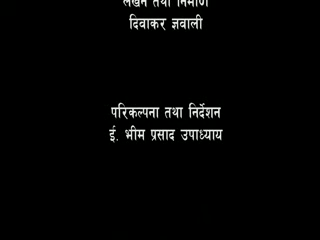 लेखन तथा निर्माण
दिवाकर ज्ञवाली
परिकल्पना तथा निर्देशन
ई. भीम प्रसाद उपाध्याय